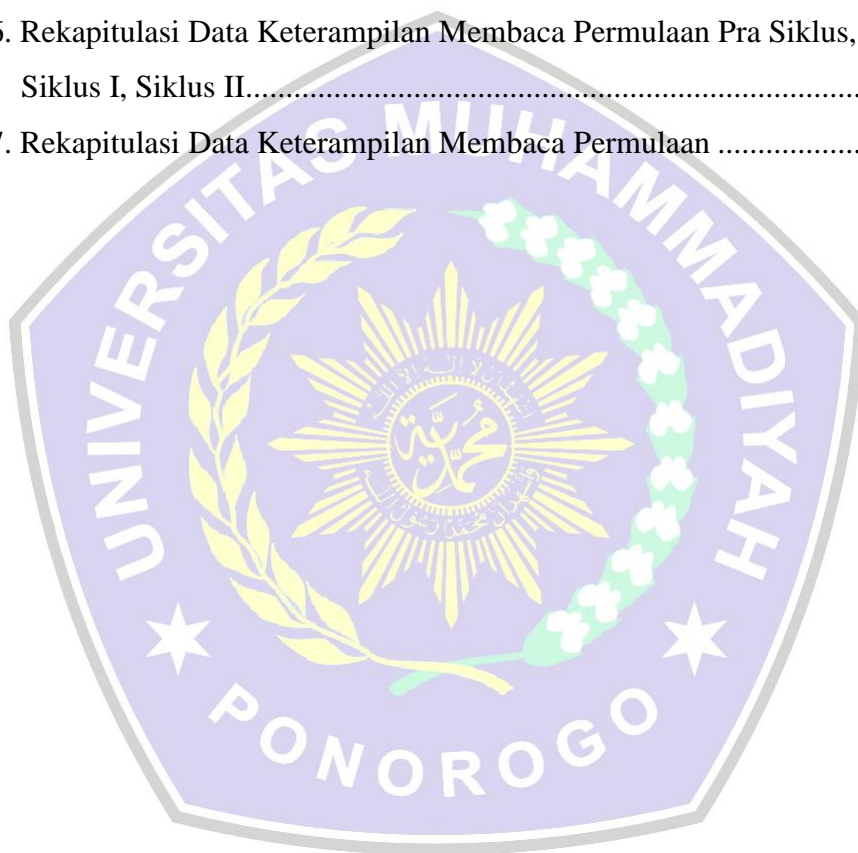 6. Rekapitulasi Data Keterampilan Membaca Permulaan Pra Siklus,
Siklus I, Siklus II..............................................................................
7. Rekapitulasi Data Keterampilan Membaca Permulaan ..................
UNIVERSITAS MUHAMMADIYAH
PONOROGO
محمدية